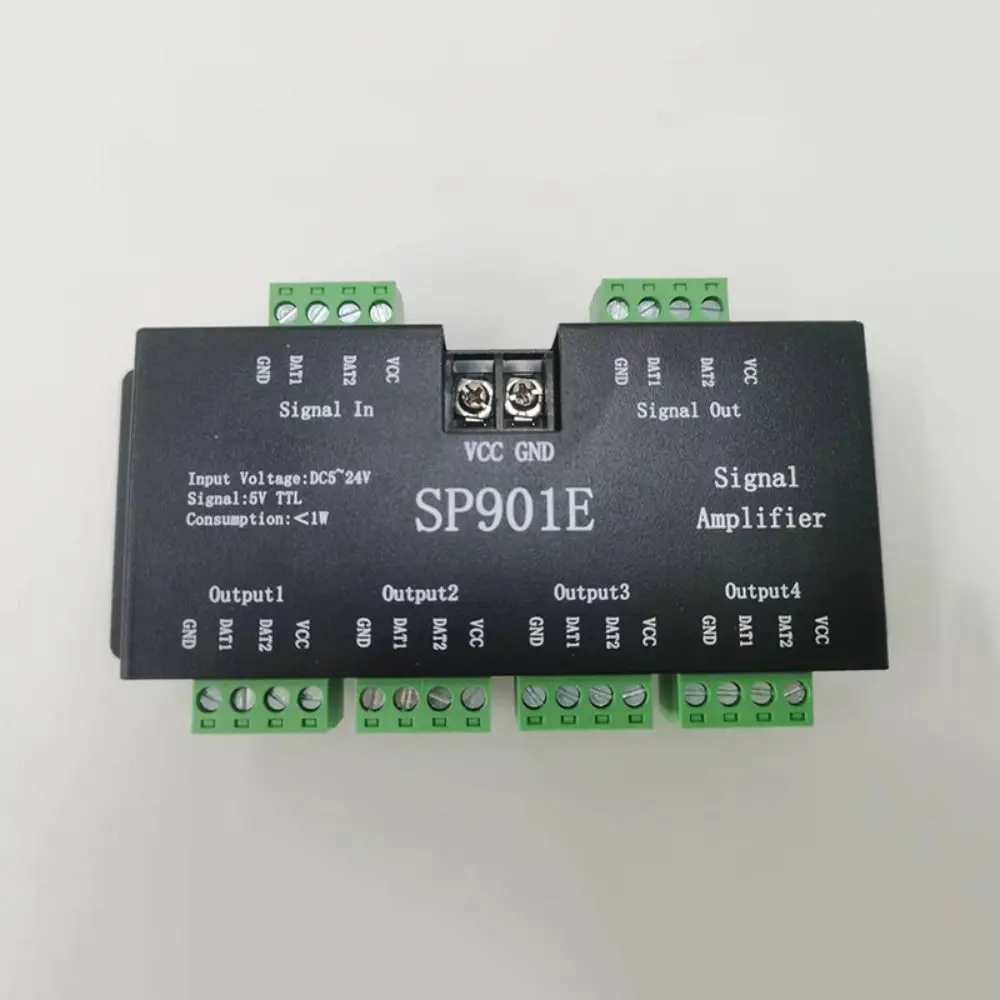 GND DAT1 DAT2 VCC
Signal In
GND DAT1 DAT2 VCC
Signal Out
VCC GND
Input Voltage:DC5~24V
Signal:5V TTL
Consumption:<1W
SP901E
Signal
Amplifier
Output1
GND DAT1 DAT2 VCC
Output2
GND DAT1 DAT2 VCC
Output3
GND DAT1 DAT2 VCC
Output4
GND DAT1 DAT2 VCC